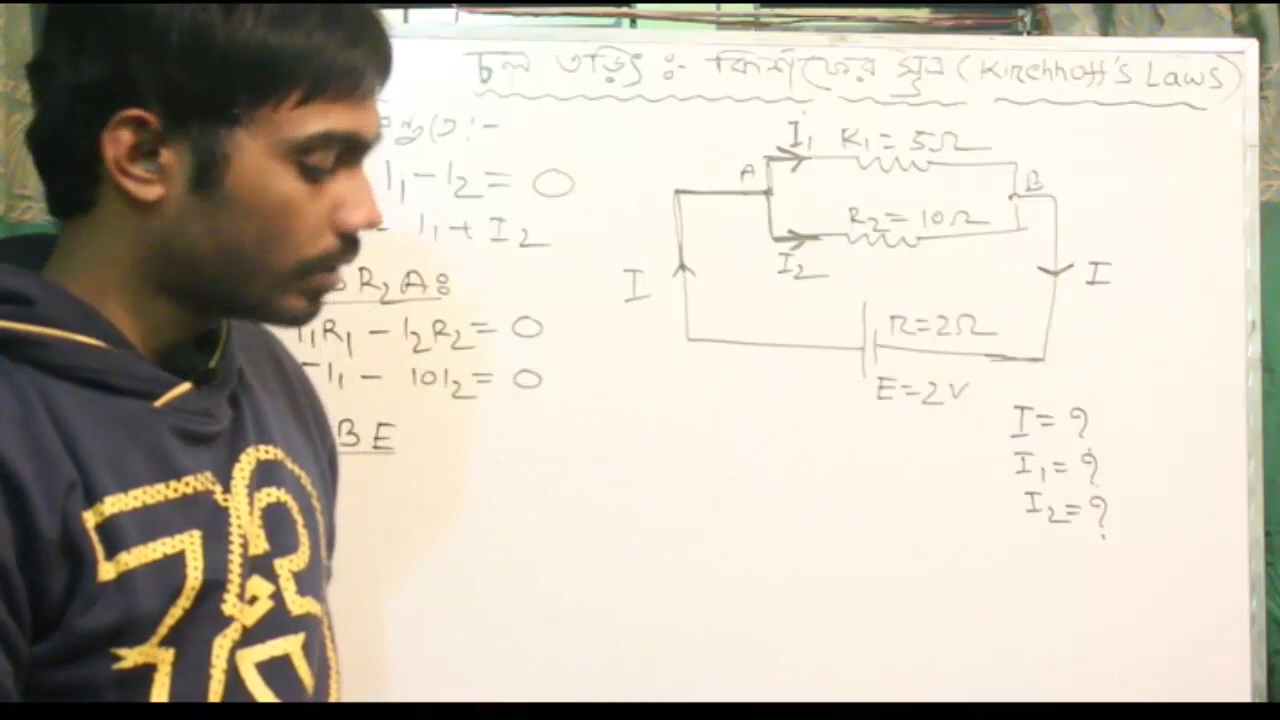 চল তড়িৎ :- কির্শফের সূত্র (Kirchhoff's Laws)
I₁ - I₂ = 0
I₁ + I₂
R₂A:
I₁R₁ - I₂R₂ = 0
I₁ - 10I₂ = 0
BE
A
I₁ R₁ = 5Ω
B
R₂ = 10Ω
I₂
I
I
r = 2Ω
E = 2V
I = ?
I₁ = ?
I₂ = ?
73